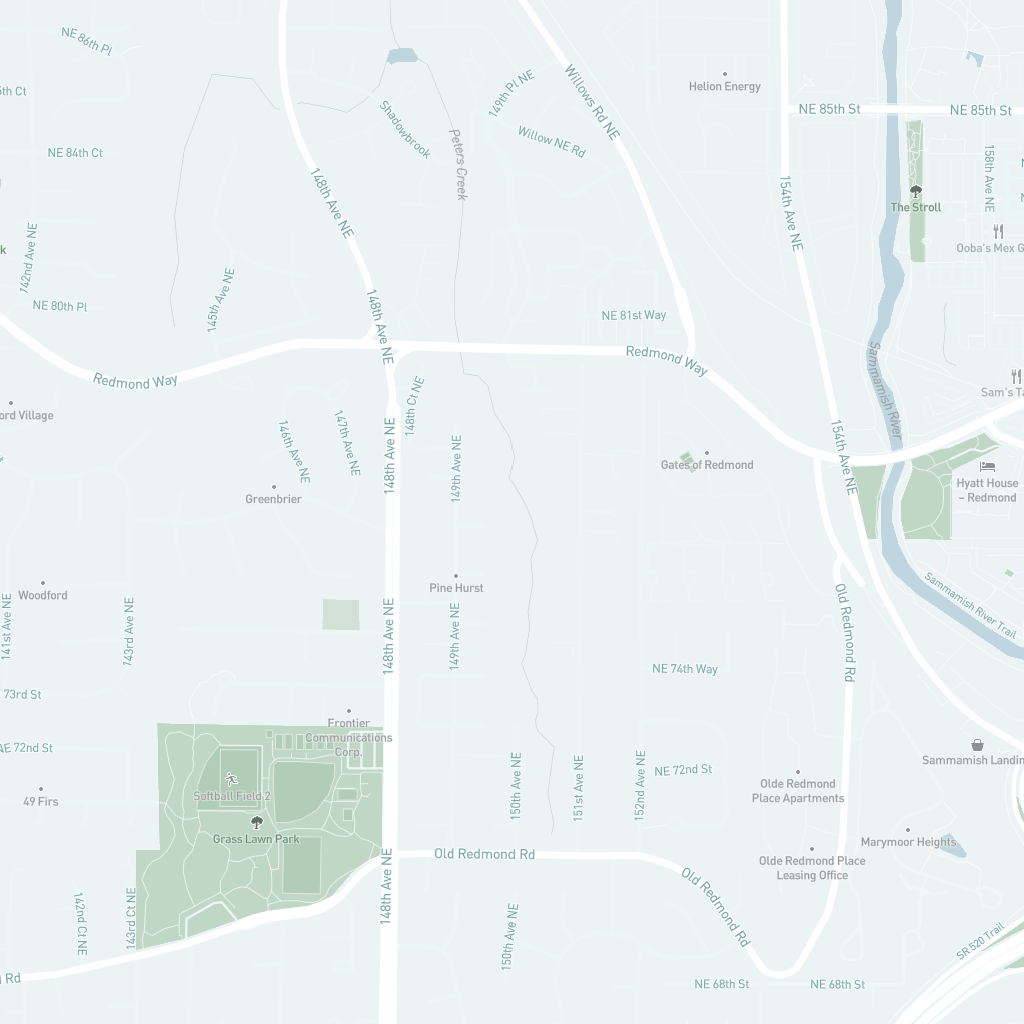 NE 86th Pl
5th Ct
NE 84th Ct
Shadowbrook
149th Pl NE
Willows Rd NE
Willow NE Rd
Helion Energy
NE 85th St
NE 85th St
Peters Creek
148th Ave NE
154th Ave NE
158th Ave NE
The Stroll
Ooba's Mex G
142nd Ave NE
NE 80th Pl
145th Ave NE
148th Ave NE
NE 81st Way
Redmond Way
Redmond Way
Sammamish River
Sam's Ta
ord Village
148th Ct NE
146th Ave NE
147th Ave NE
148th Ave NE
149th Ave NE
154th Ave NE
Gates of Redmond
Hyatt House
– Redmond
Greenbrier
Pine Hurst
Woodford
141st Ave NE
143rd Ave NE
148th Ave NE
149th Ave NE
Old Redmond Rd
Sammamish River Trail
NE 74th Way
73rd St
Frontier
Communications
Corp.
AE 72nd St
150th Ave NE
151st Ave NE
152nd Ave NE
NE 72nd St
Sammamish Landin
Olde Redmond
Place Apartments
49 Firs
Softball Field 2
Grass Lawn Park
148th Ave NE
Old Redmond Rd
Marymoor Heights
Olde Redmond Place
Leasing Office
Old Redmond Rd
142nd Ct NE
143rd Ct NE
150th Ave NE
SR 520 Trail
Rd
NE 68th St
NE 68th St